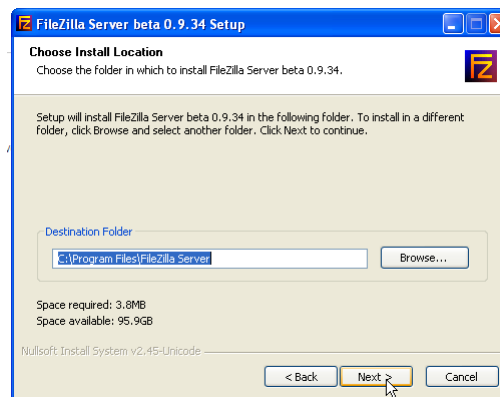 FileZilla Server beta 0.9.34 Setup
Choose Install Location
Choose the folder in which to install FileZilla Server beta 0.9.34.
Setup will install FileZilla Server beta 0.9.34 in the following folder. To install in a different
folder, click Browse and select another folder. Click Next to continue.
Destination Folder
C:\Program Files\FileZilla Server
Browse...
Space required: 3.8MB
Space available: 95.9GB
Nullsoft Install System v2.45-Unicode
< Back
Next >
Cancel